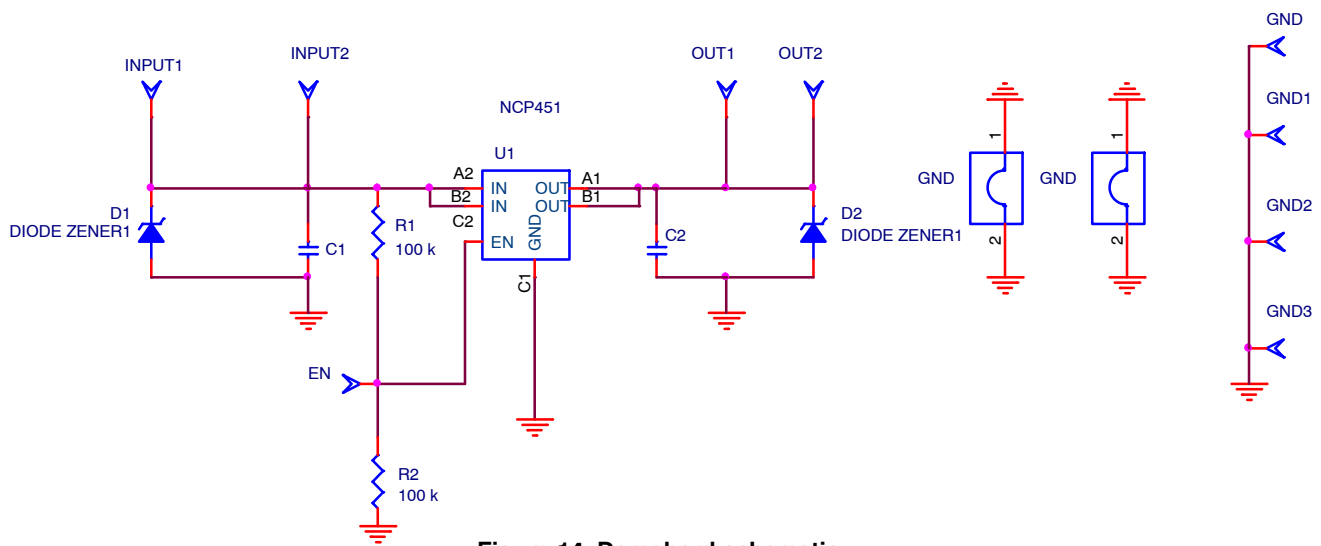 INPUT1
INPUT2
OUT1
OUT2
GND
GND1
GND2
GND3
NCP451
U1
A2
B2
C2
IN
IN
EN
OUT
OUT
GND
A1
B1
C1
D1
DIODE ZENER1
C1
R1
100 k
C2
D2
DIODE ZENER1
GND
1
2
GND
1
2
EN
R2
100 k